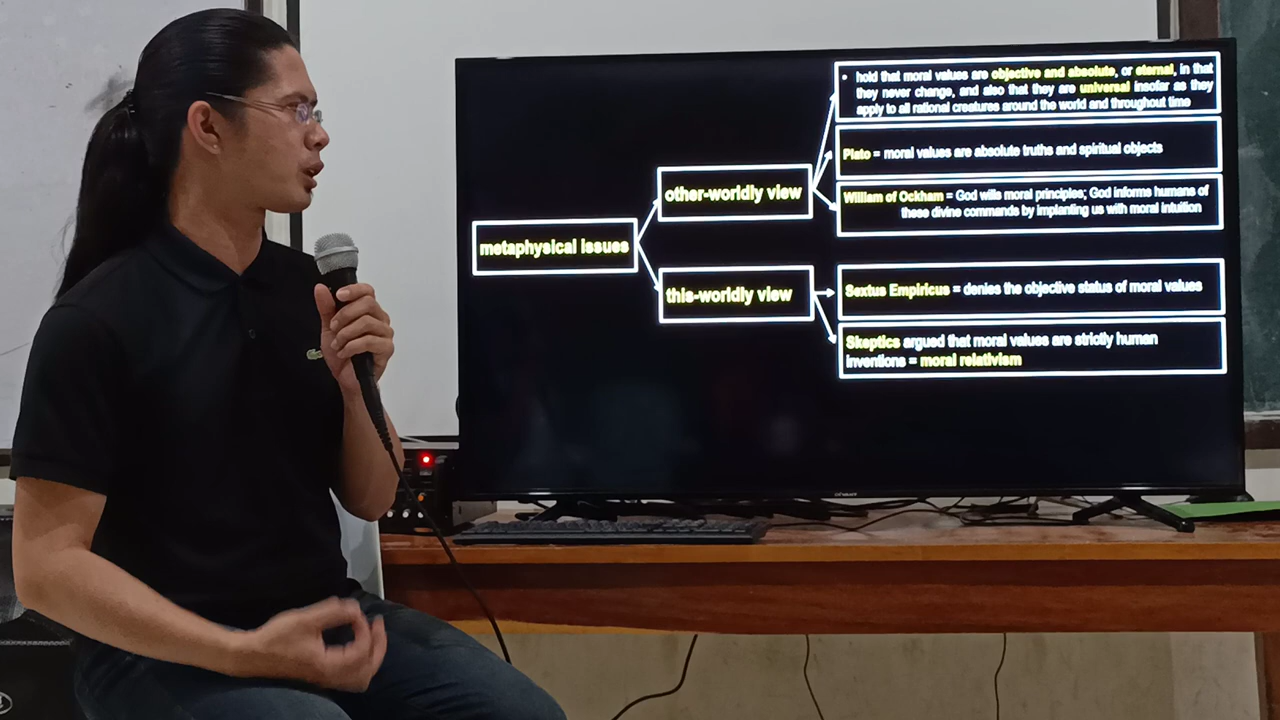 • hold that moral values are objective and absolute, or eternal, in that
they never change, and also that they are universal insofar as they
apply to all rational creatures around the world and throughout time
Plato = moral values are absolute truths and spiritual objects
other-worldly view
William of Ockham = God wills moral principles; God informs humans of
these divine commands by implanting us with moral intuition
metaphysical issues
this-worldly view
Sextus Empiricus = denies the objective status of moral values
Skeptics argued that moral values are strictly human
inventions = moral relativism